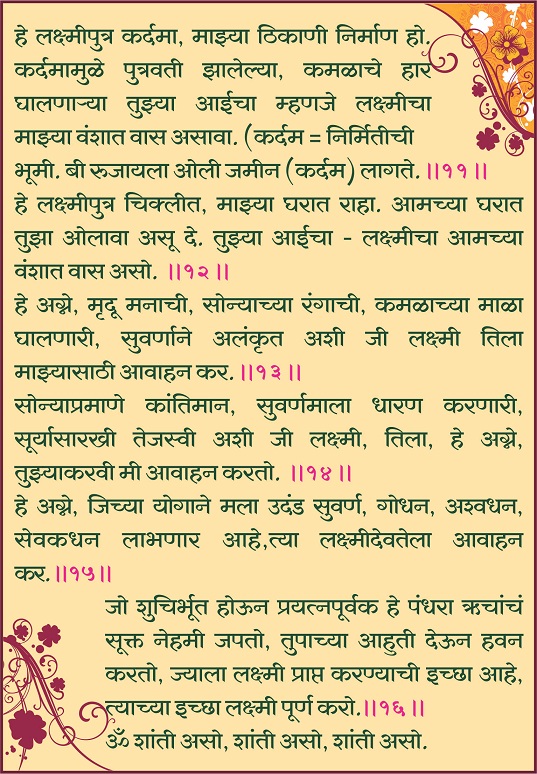 हे लक्ष्मीपुत्र कर्दमा, माझ्या ठिकाणी निर्माण हो.
कर्दमामुळे पुत्रवती झालेल्या, कमळाचे हार
घालणाऱ्या तुझ्या आईचा म्हणजे लक्ष्मीचा
माझ्या वंशात वास असावा. (कर्दम = निर्मितीची
भूमी. बी रुजायला ओली जमीन (कर्दम) लागते. ॥११॥
हे लक्ष्मीपुत्र चिक्लीत, माझ्या घरात राहा. आमच्या घरात
तुझा ओलावा असू दे. तुझ्या आईचा - लक्ष्मीचा आमच्या
वंशात वास असो. ॥१२॥
हे अग्ने, मृदू मनाची, सोन्याच्या रंगाची, कमळाच्या माळा
घालणारी, सुवर्णाने अलंकृत अशी जी लक्ष्मी तिला
माझ्यासाठी आवाहन कर. ॥१३॥
सोन्याप्रमाणे कांतिमान, सुवर्णमाला धारण करणारी,
सूर्यासारखी तेजस्वी अशी जी लक्ष्मी, तिला, हे अग्ने,
तुझ्याकरवी मी आवाहन करतो. ॥१४॥
हे अग्ने, जिच्या योगाने मला उदंड सुवर्ण, गोधन, अश्वधन,
सेवकधन लाभणार आहे,त्या लक्ष्मीदेवतेला आवाहन
कर.॥१५॥
जो शुचिर्भूत होऊन प्रयत्नपूर्वक हे पंधरा ऋचांचं
सूक्त नेहमी जपतो, तुपाच्या आहुती देऊन हवन
करतो, ज्याला लक्ष्मी प्राप्त करण्याची इच्छा आहे,
त्याच्या इच्छा लक्ष्मी पूर्ण करो.॥१६॥
ॐ शांती असो, शांती असो, शांती असो.